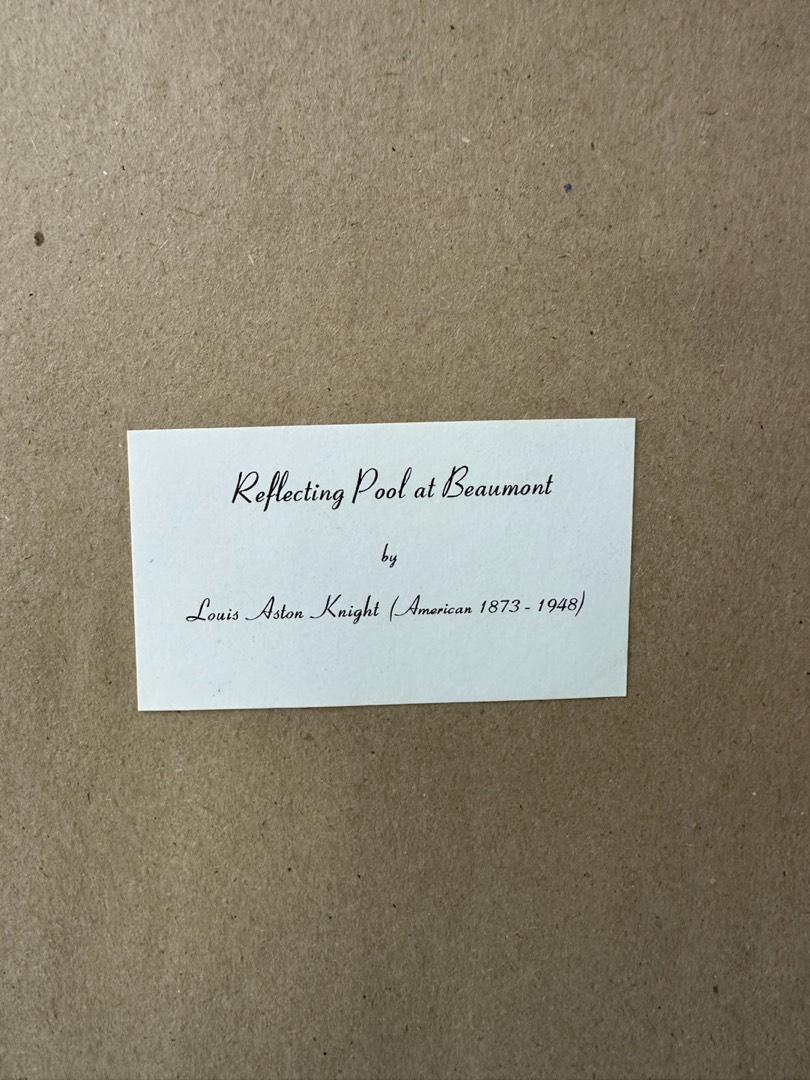 Reflecting Pool at Beaumont
by
Louis Aston Knight (American 1873 - 1948)